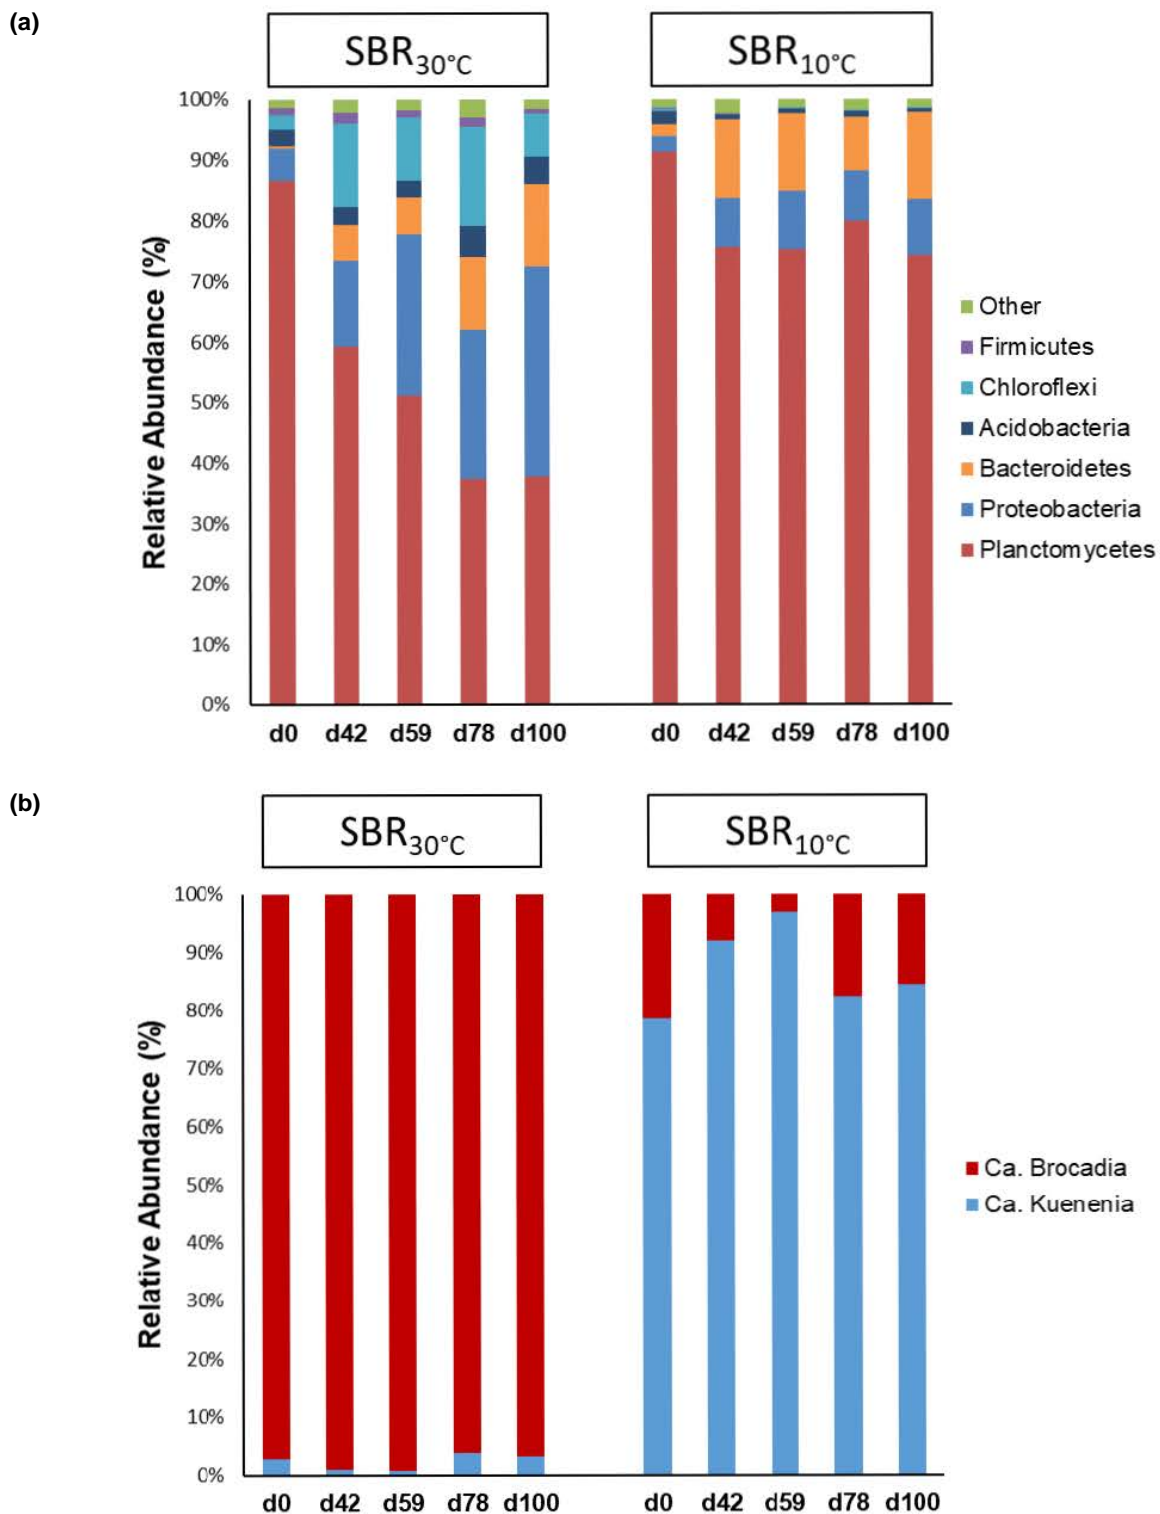 (a)
SBR30°C
SBR10°C
100%
90%
80%
70%
60%
50%
40%
30%
20%
10%
0%
Relative Abundance (%)
d0 d42 d59 d78 d100
d0 d42 d59 d78 d100
Other
Firmicutes
Chloroflexi
Acidobacteria
Bacteroidetes
Proteobacteria
Planctomycetes
(b)
SBR30°C
SBR10°C
100%
90%
80%
70%
60%
50%
40%
30%
20%
10%
0%
Relative Abundance (%)
d0 d42 d59 d78 d100
d0 d42 d59 d78 d100
Ca. Brocadia
Ca. Kuenenia